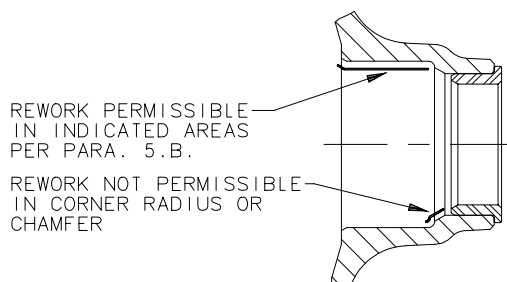 REWORK PERMISSIBLE
IN INDICATED AREAS
PER PARA. 5.B.
REWORK NOT PERMISSIBLE
IN CORNER RADIUS OR
CHAMFER